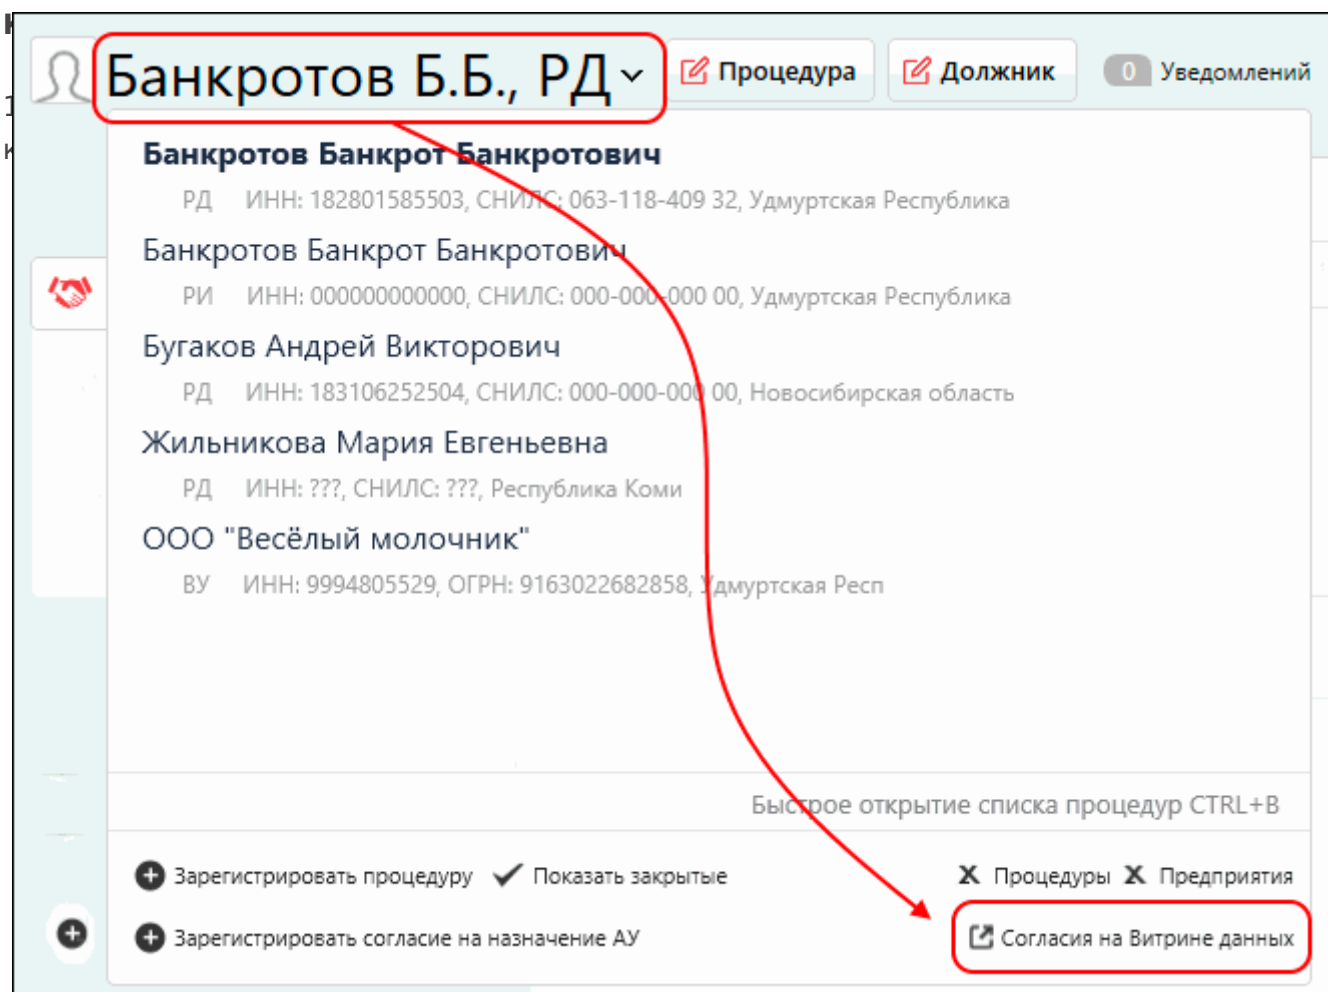 Банкротов Б.Б., РД
Процедура
Должник
0 Уведомлений
Банкротов Банкрот Банкротович
РД ИНН: 182801585503, СНИЛС: 063-118-409 32, Удмуртская Республика
Банкротов Банкрот Банкротович
РИ ИНН: 000000000000, СНИЛС: 000-000-000 00, Удмуртская Республика
Бугаков Андрей Викторович
РД ИНН: 183106252504, СНИЛС: 000-000-000 00, Новосибирская область
Жильникова Мария Евгеньевна
РД ИНН: ???, СНИЛС: ???, Республика Коми
ООО "Весёлый молочник"
ВУ ИНН: 9994805529, ОГРН: 9163022682858, Удмуртская Респ
Быстрое открытие списка процедур CTRL+B
Зарегистрировать процедуру Показать закрытые
X Процедуры X Предприятия
Зарегистрировать согласие на назначение АУ
Согласия на Витрине данных